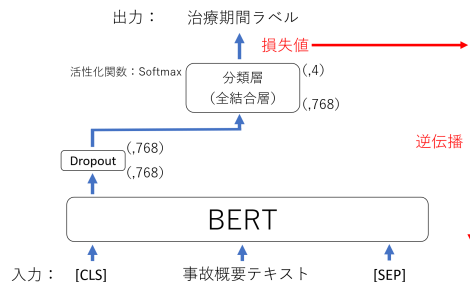 出力： 治療期間ラベル
損失値
活性化関数：Softmax
分類層
（全結合層）
(,4)
(,768)
逆伝播
Dropout
(,768)
(,768)
BERT
入力： [CLS] 事故概要テキスト [SEP]